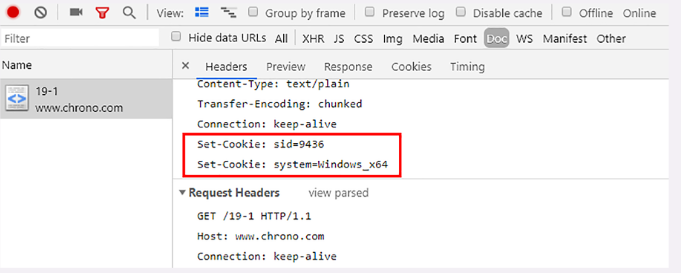 View: Group by frame Preserve log Disable cache Offline Online
Filter Hide data URLs All XHR JS CSS Img Media Font Doc WS Manifest Other
Name
× Headers Preview Response Cookies Timing
19-1
www.chrono.com
Content-Type: text/plain
Transfer-Encoding: chunked
Connection: keep-alive
Set-Cookie: sid=9436
Set-Cookie: system=Windows_x64
▼ Request Headers view parsed
GET /19-1 HTTP/1.1
Host: www.chrono.com
Connection: keep-alive